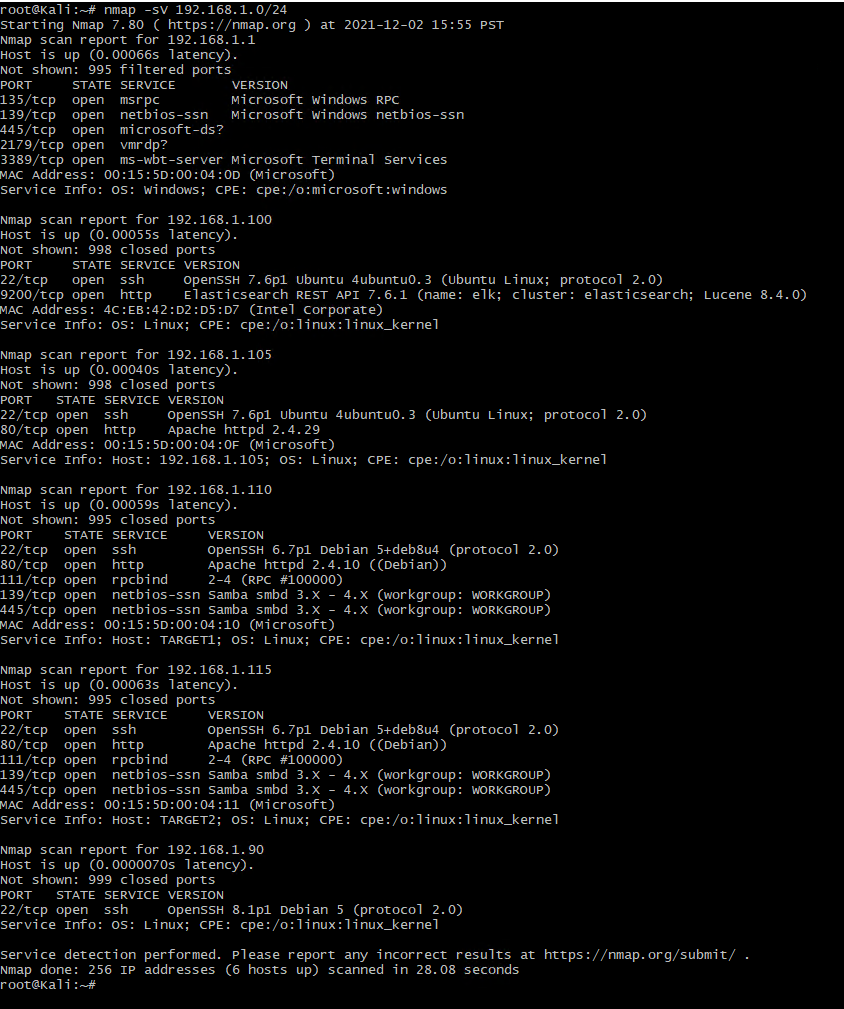 root@Kali:~# nmap -sV 192.168.1.0/24
Starting Nmap 7.80 ( https://nmap.org ) at 2021-12-02 15:55 PST
Nmap scan report for 192.168.1.1
Host is up (0.00066s latency).
Not shown: 995 filtered ports
PORT     STATE SERVICE       VERSION
135/tcp  open  msrpc         Microsoft Windows RPC
139/tcp  open  netbios-ssn   Microsoft Windows netbios-ssn
445/tcp  open  microsoft-ds?
2179/tcp open  vmrdp?
3389/tcp open  ms-wbt-server Microsoft Terminal Services
MAC Address: 00:15:5D:00:04:0D (Microsoft)
Service Info: OS: Windows; CPE: cpe:/o:microsoft:windows

Nmap scan report for 192.168.1.100
Host is up (0.00055s latency).
Not shown: 998 closed ports
PORT     STATE SERVICE VERSION
22/tcp   open  ssh     OpenSSH 7.6p1 Ubuntu 4ubuntu0.3 (Ubuntu Linux; protocol 2.0)
9200/tcp open  http    Elasticsearch REST API 7.6.1 (name: elk; cluster: elasticsearch; Lucene 8.4.0)
MAC Address: 4C:EB:42:D2:D5:D7 (Intel Corporate)
Service Info: OS: Linux; CPE: cpe:/o:linux:linux_kernel

Nmap scan report for 192.168.1.105
Host is up (0.00040s latency).
Not shown: 998 closed ports
PORT   STATE SERVICE VERSION
22/tcp open  ssh     OpenSSH 7.6p1 Ubuntu 4ubuntu0.3 (Ubuntu Linux; protocol 2.0)
80/tcp open  http    Apache httpd 2.4.29
MAC Address: 00:15:5D:00:04:0F (Microsoft)
Service Info: Host: 192.168.1.105; OS: Linux; CPE: cpe:/o:linux:linux_kernel

Nmap scan report for 192.168.1.110
Host is up (0.00059s latency).
Not shown: 995 closed ports
PORT    STATE SERVICE     VERSION
22/tcp  open  ssh         OpenSSH 6.7p1 Debian 5+deb8u4 (protocol 2.0)
80/tcp  open  http        Apache httpd 2.4.10 ((Debian))
111/tcp open  rpcbind     2-4 (RPC #100000)
139/tcp open  netbios-ssn Samba smbd 3.X - 4.X (workgroup: WORKGROUP)
445/tcp open  netbios-ssn Samba smbd 3.X - 4.X (workgroup: WORKGROUP)
MAC Address: 00:15:5D:00:04:10 (Microsoft)
Service Info: Host: TARGET1; OS: Linux; CPE: cpe:/o:linux:linux_kernel

Nmap scan report for 192.168.1.115
Host is up (0.00063s latency).
Not shown: 995 closed ports
PORT    STATE SERVICE     VERSION
22/tcp  open  ssh         OpenSSH 6.7p1 Debian 5+deb8u4 (protocol 2.0)
80/tcp  open  http        Apache httpd 2.4.10 ((Debian))
111/tcp open  rpcbind     2-4 (RPC #100000)
139/tcp open  netbios-ssn Samba smbd 3.X - 4.X (workgroup: WORKGROUP)
445/tcp open  netbios-ssn Samba smbd 3.X - 4.X (workgroup: WORKGROUP)
MAC Address: 00:15:5D:00:04:11 (Microsoft)
Service Info: Host: TARGET2; OS: Linux; CPE: cpe:/o:linux:linux_kernel

Nmap scan report for 192.168.1.90
Host is up (0.0000070s latency).
Not shown: 999 closed ports
PORT   STATE SERVICE VERSION
22/tcp open  ssh     OpenSSH 8.1p1 Debian 5 (protocol 2.0)
Service Info: OS: Linux; CPE: cpe:/o:linux:linux_kernel

Service detection performed. Please report any incorrect results at https://nmap.org/submit/ .
Nmap done: 256 IP addresses (6 hosts up) scanned in 28.08 seconds
root@Kali:~#